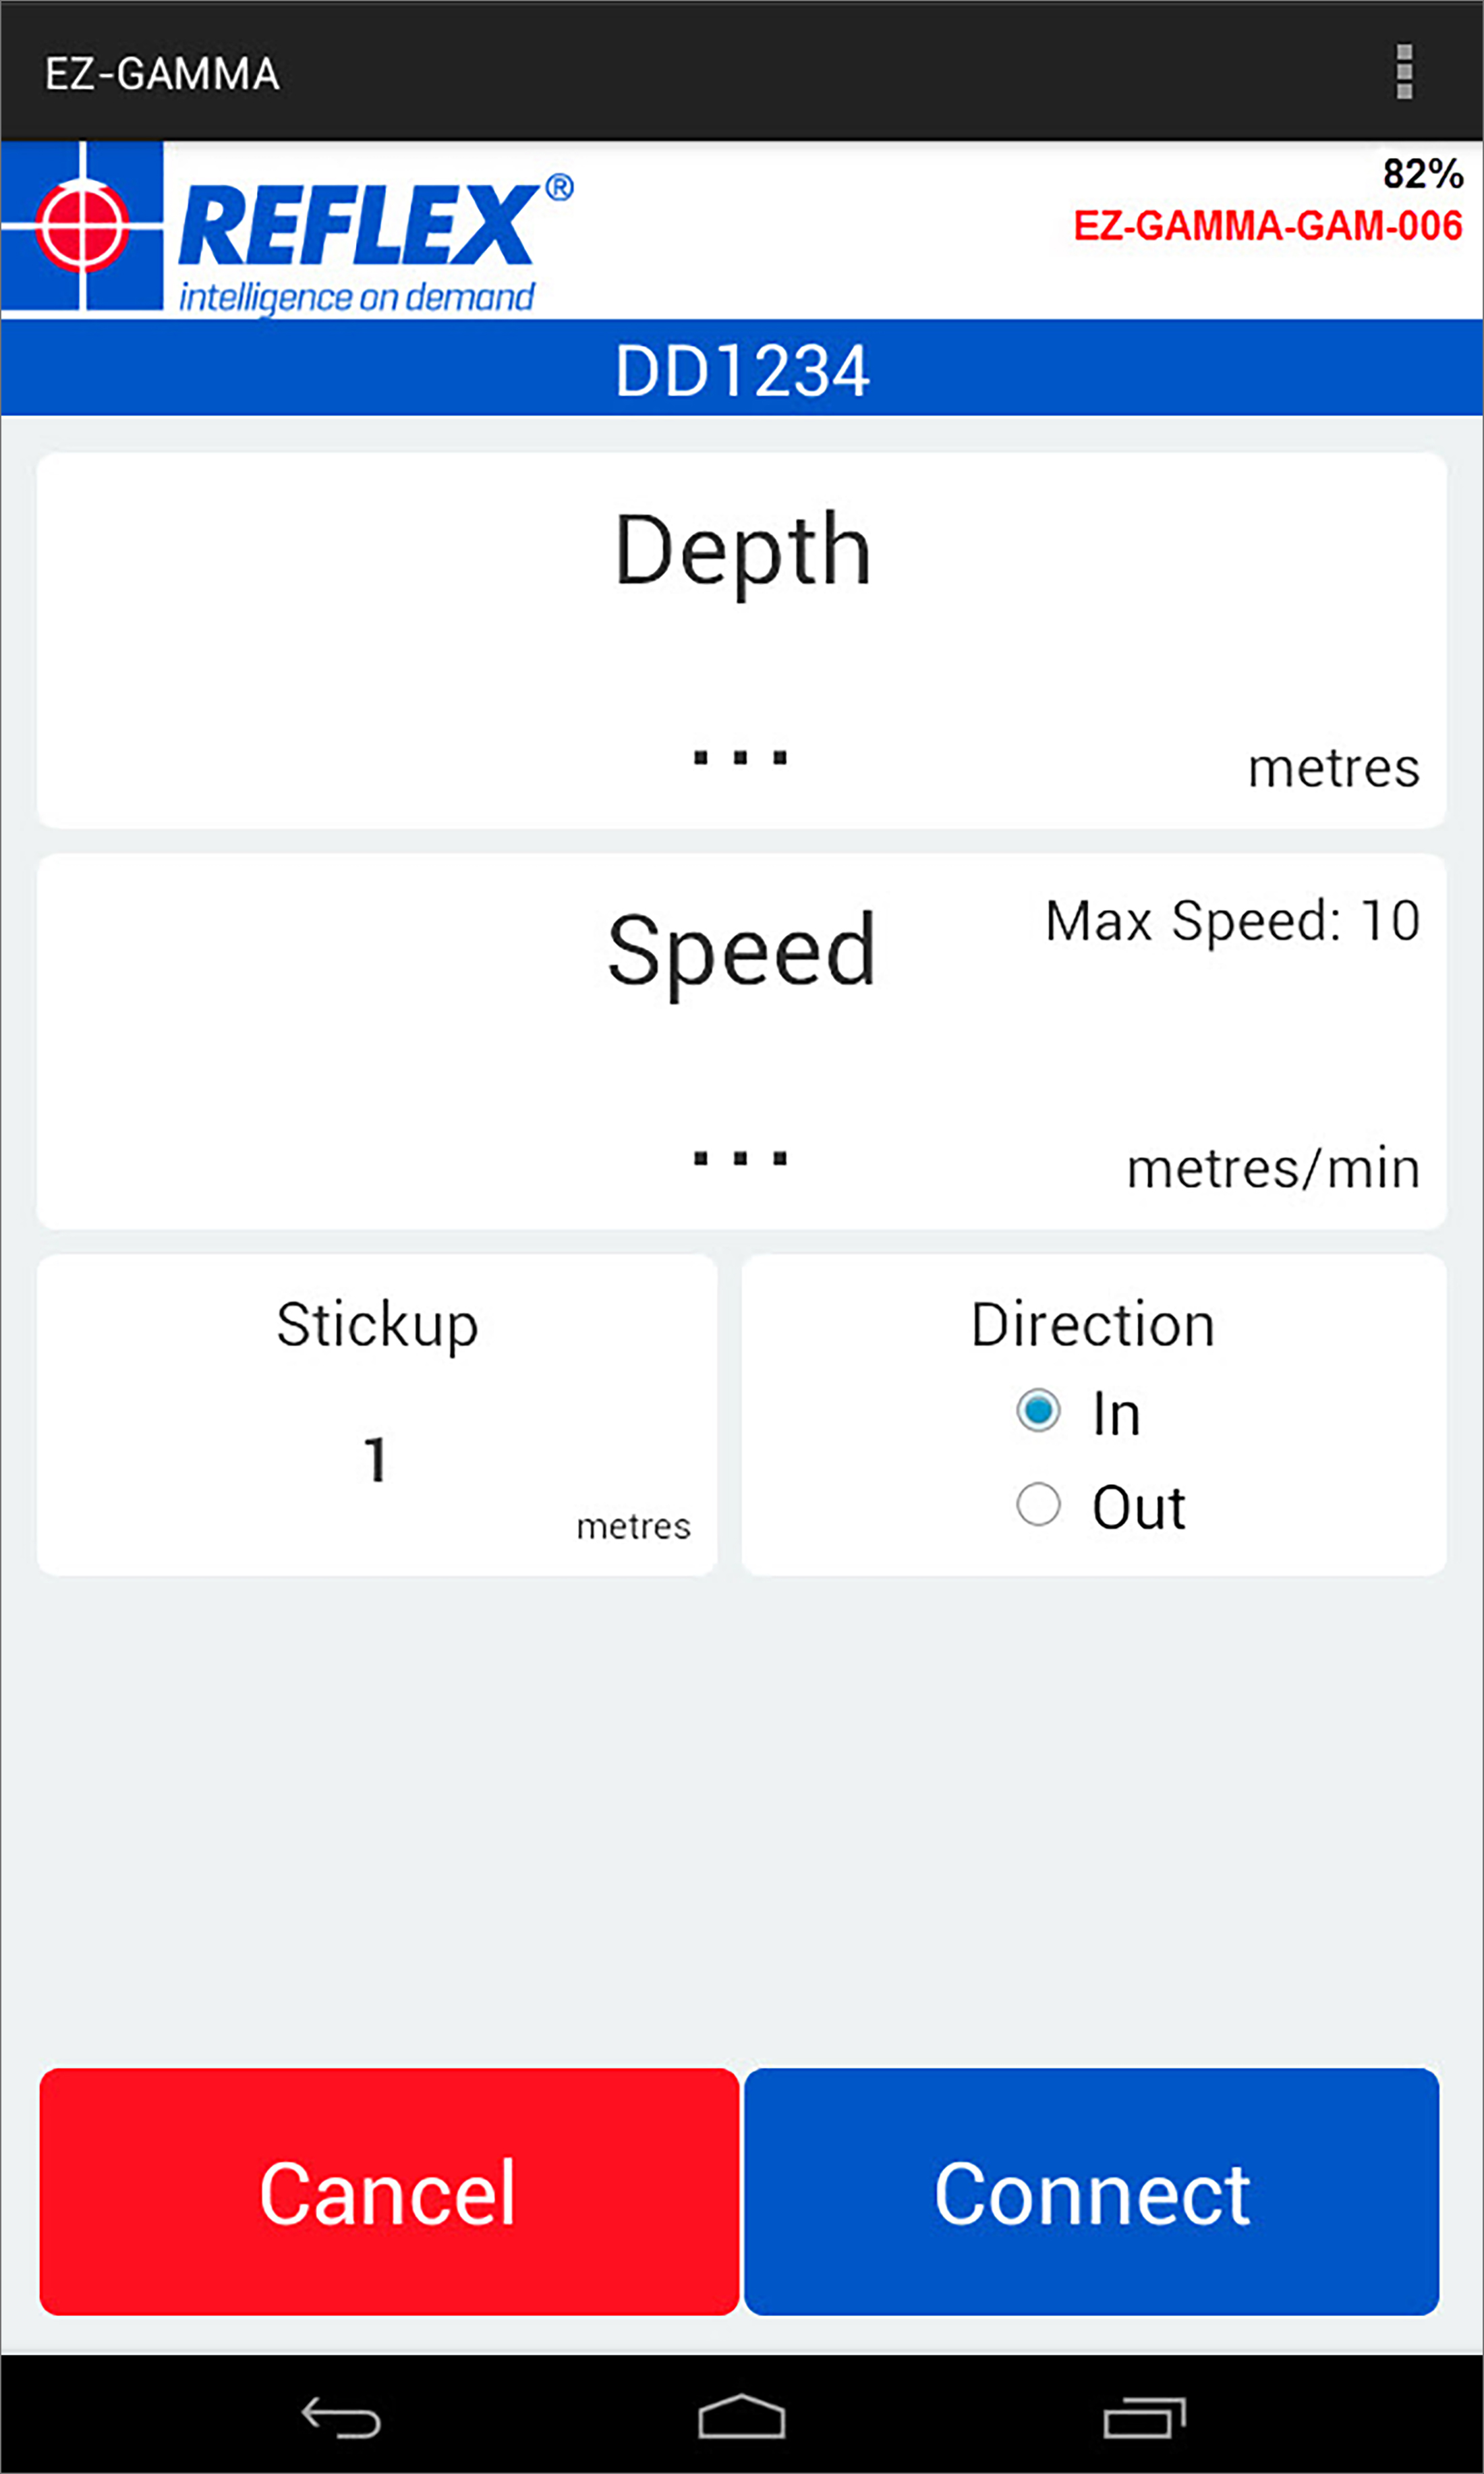 EZ-GAMMA
82%
REFLEX®
EZ-GAMMA-GAM-006
intelligence on demand
DD1234
Depth
...
metres
Max Speed: 10
Speed
...
metres/min
Stickup
1
metres
Direction
In
Out
Cancel
Connect